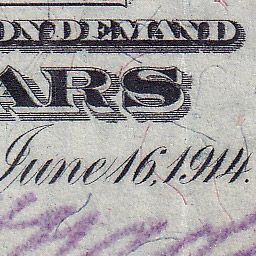 ON DEMAND
ARS
June 16, 1914.